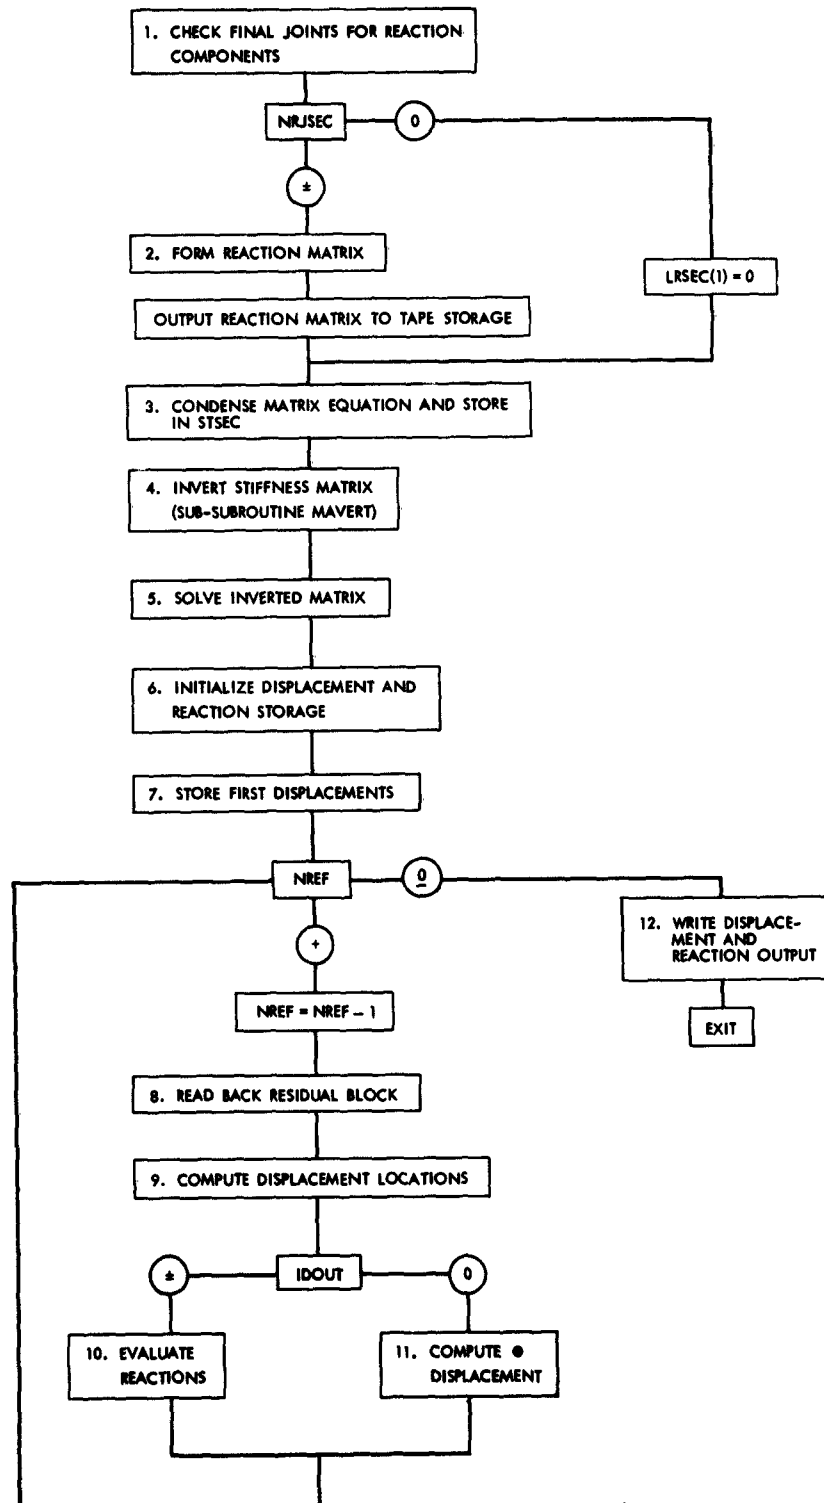 1. CHECK FINAL JOINTS FOR REACTION
COMPONENTS
NRJSEC
0
±
2. FORM REACTION MATRIX
LRSEC(1) = 0
OUTPUT REACTION MATRIX TO TAPE STORAGE
3. CONDENSE MATRIX EQUATION AND STORE
IN STSEC
4. INVERT STIFFNESS MATRIX
(SUB-SUBROUTINE MAVERT)
5. SOLVE INVERTED MATRIX
6. INITIALIZE DISPLACEMENT AND
REACTION STORAGE
7. STORE FIRST DISPLACEMENTS
NREF
0
+
12. WRITE DISPLACE-
MENT AND
REACTION OUTPUT
NREF = NREF – 1
EXIT
8. READ BACK RESIDUAL BLOCK
9. COMPUTE DISPLACEMENT LOCATIONS
±
IDOUT
0
10. EVALUATE
REACTIONS
11. COMPUTE ●
DISPLACEMENT